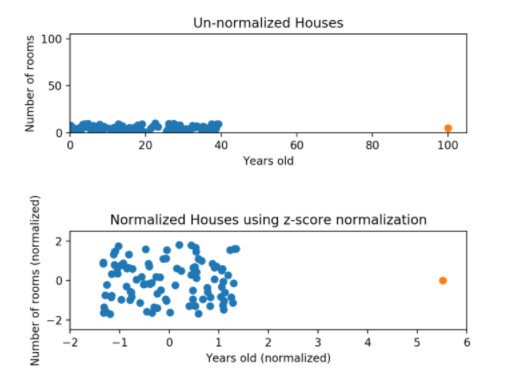 Un-normalized Houses
100
50
0
Number of rooms
0 20 40 60 80 100
Years old
Normalized Houses using z-score normalization
2
0
−2
Number of rooms (normalized)
−2 −1 0 1 2 3 4 5 6
Years old (normalized)